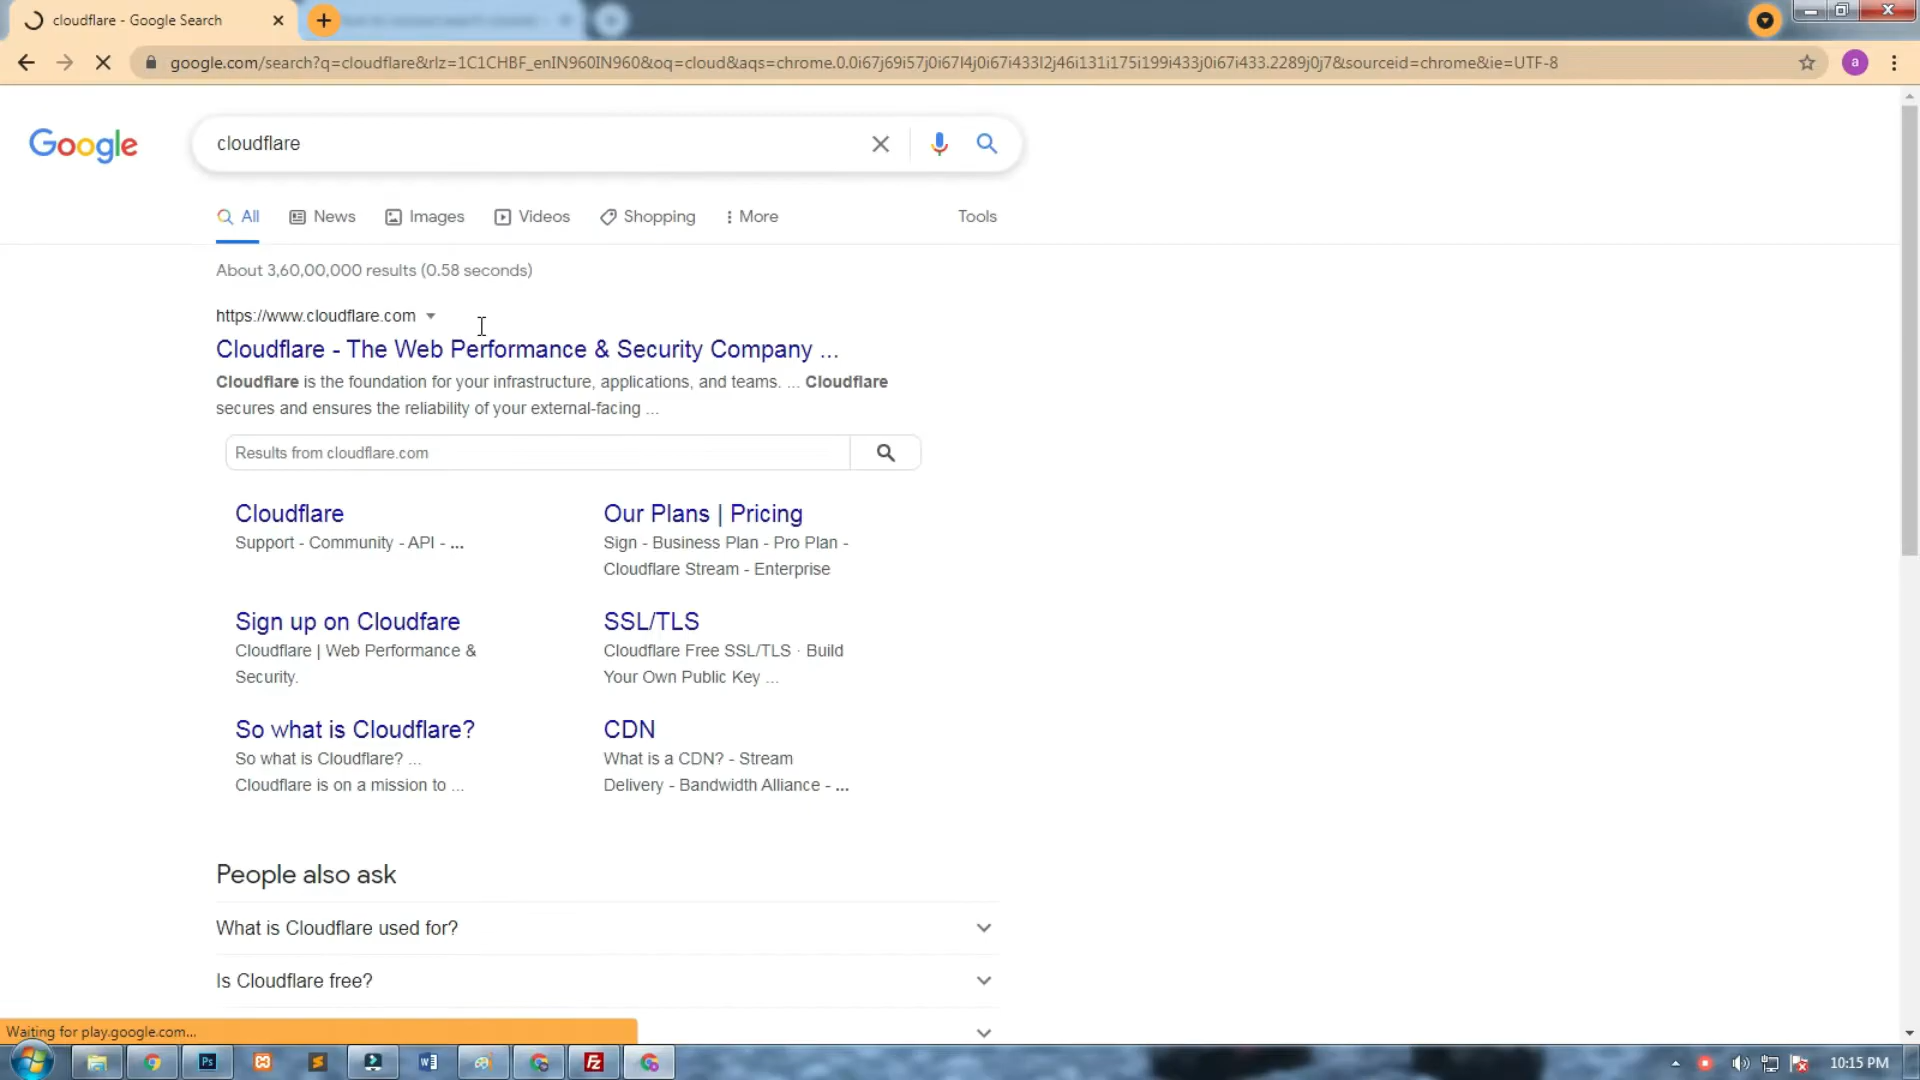 cloudflare - Google Search
google.com/search?q=cloudflare&rlz=1C1CHBF_enIN960IN960&oq=cloud&aqs=chrome.0.0i67j69i57j0i67l4j0i67i433l2j46i131i175i199i433j0i67i433.2289j0j7&sourceid=chrome&ie=UTF-8
a
Google
cloudflare
All News Images Videos Shopping More Tools
About 3,60,00,000 results (0.58 seconds)
https://www.cloudflare.com
Cloudflare - The Web Performance & Security Company ...
Cloudflare is the foundation for your infrastructure, applications, and teams. ... Cloudflare
secures and ensures the reliability of your external-facing ...
Results from cloudflare.com
Cloudflare
Support - Community - API - ...
Our Plans | Pricing
Sign - Business Plan - Pro Plan -
Cloudflare Stream - Enterprise
Sign up on Cloudfare
Cloudflare | Web Performance &
Security.
SSL/TLS
Cloudflare Free SSL/TLS · Build
Your Own Public Key ...
So what is Cloudflare?
So what is Cloudflare? ...
Cloudflare is on a mission to ...
CDN
What is a CDN? - Stream
Delivery - Bandwidth Alliance - ...
People also ask
What is Cloudflare used for?
Is Cloudflare free?
Waiting for play.google.com...
Ps
Fz
10:15 PM